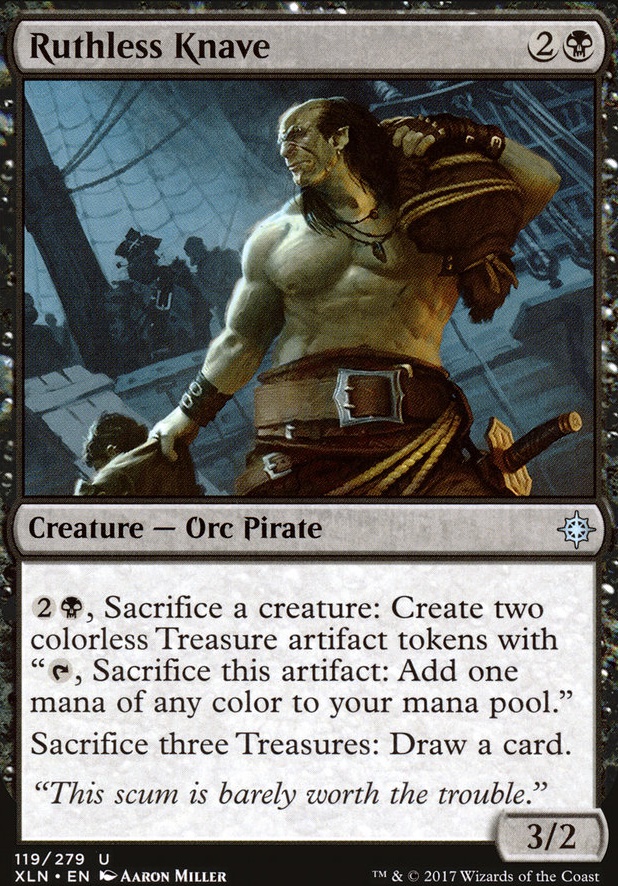 Ruthless Knave 2
Creature — Orc Pirate
2, Sacrifice a creature: Create two
colorless Treasure artifact tokens with
“, Sacrifice this artifact: Add one
mana of any color to your mana pool.”
Sacrifice three Treasures: Draw a card.
“This scum is barely worth the trouble.”
3/2
119/279 U
XLN • EN Aaron Miller ™ & © 2017 Wizards of the Coast